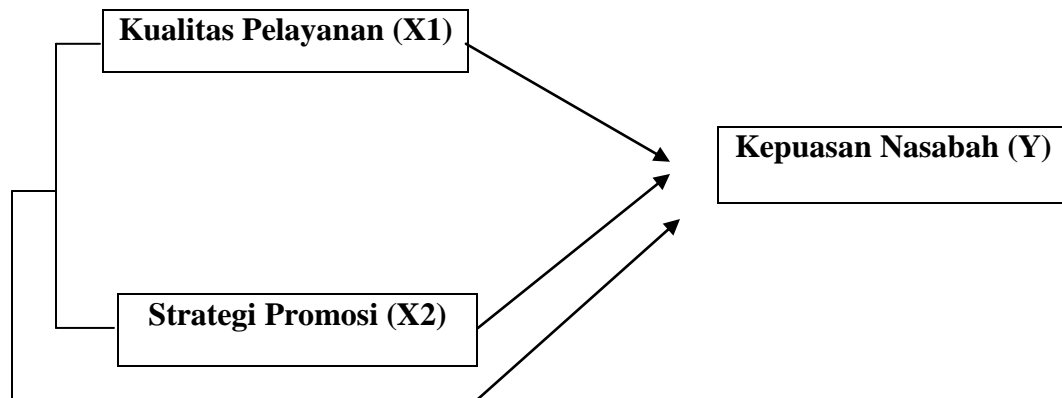 Kualitas Pelayanan (X1)
Kepuasan Nasabah (Y)
Strategi Promosi (X2)